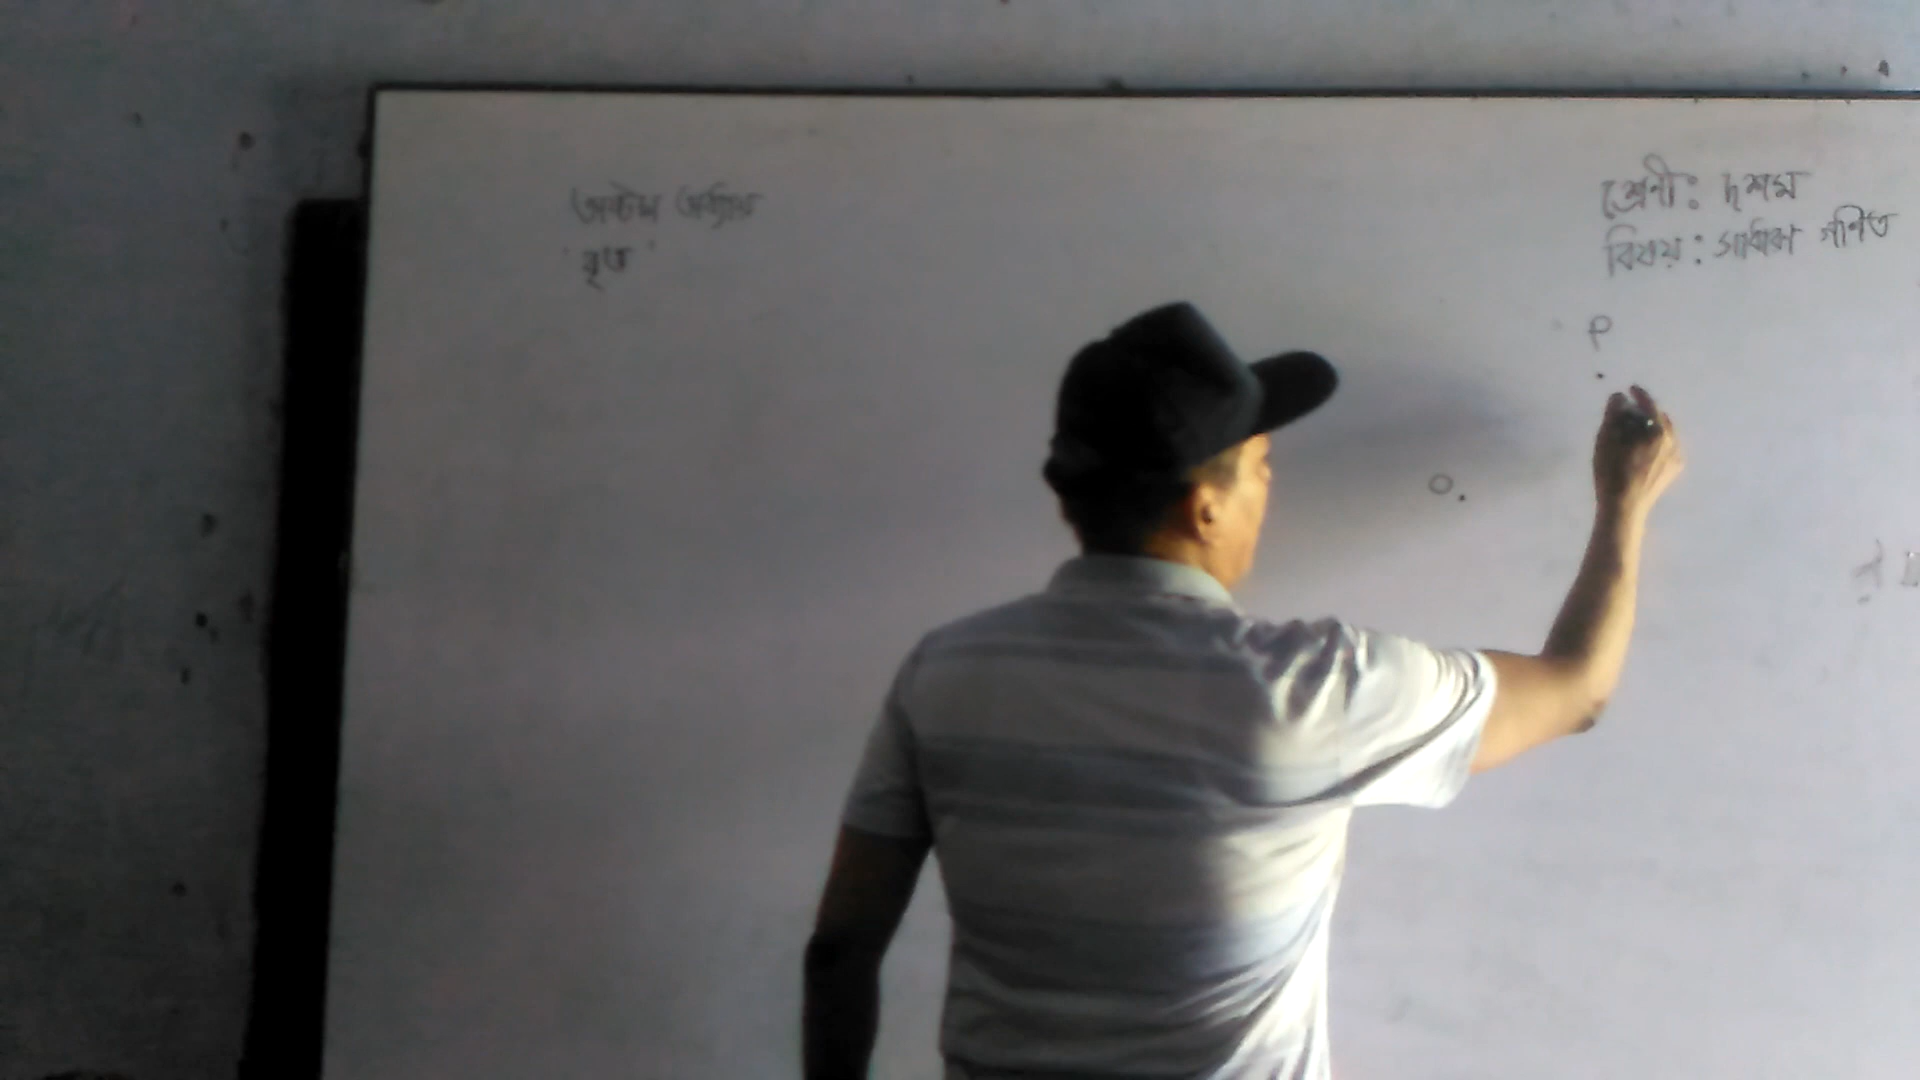 অষ্টম অধ্যায়
'বৃত্ত'
শ্রেণী: দশম
বিষয়: সাধারণ গণিত
P
O